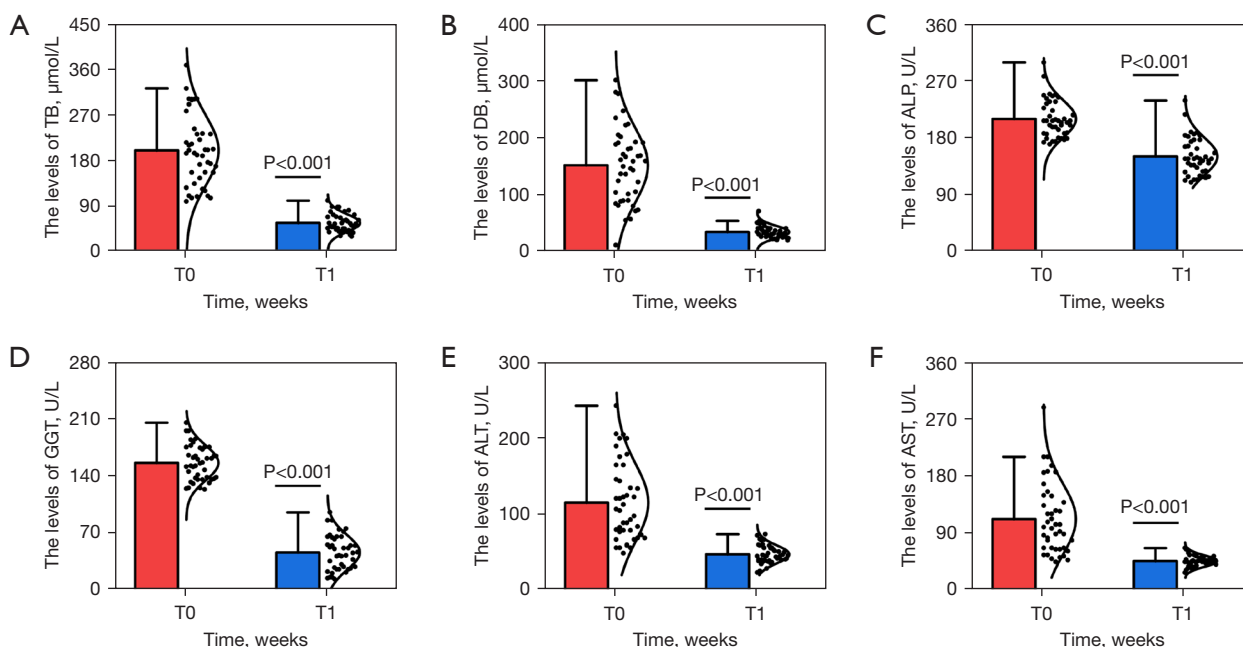 A
The levels of TB, μmol/L
450
360
270
180
90
0
P<0.001
T0
T1
Time, weeks
B
The levels of DB, μmol/L
400
300
200
100
0
P<0.001
T0
T1
Time, weeks
C
The levels of ALP, U/L
360
270
180
90
0
P<0.001
T0
T1
Time, weeks
D
The levels of GGT, U/L
280
210
140
70
0
P<0.001
T0
T1
Time, weeks
E
The levels of ALT, U/L
300
200
100
0
P<0.001
T0
T1
Time, weeks
F
The levels of AST, U/L
360
270
180
90
0
P<0.001
T0
T1
Time, weeks